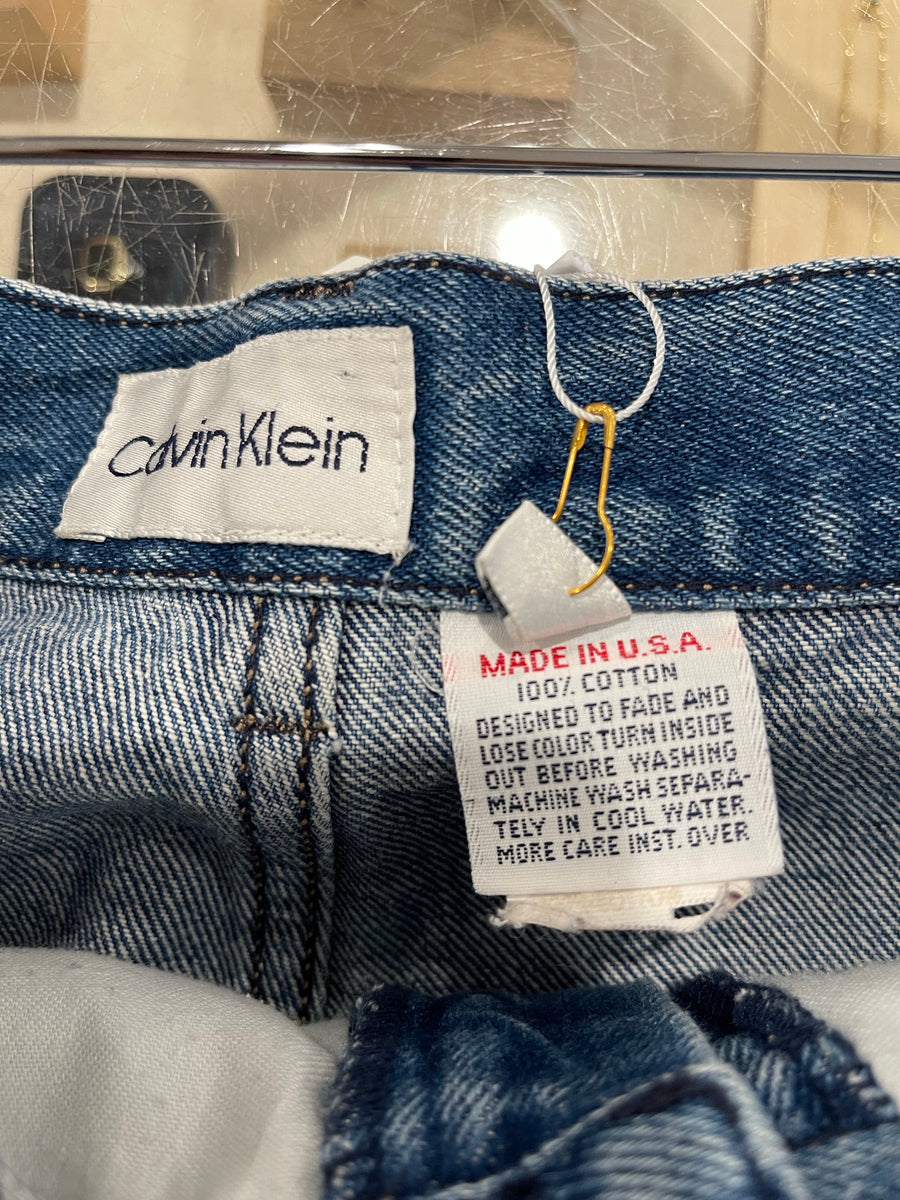 Calvin Klein
MADE IN U.S.A.
100% COTTON
DESIGNED TO FADE AND
LOSE COLOR TURN INSIDE
OUT BEFORE WASHING
MACHINE WASH SEPARA-
TELY IN COOL WATER.
MORE CARE INST. OVER